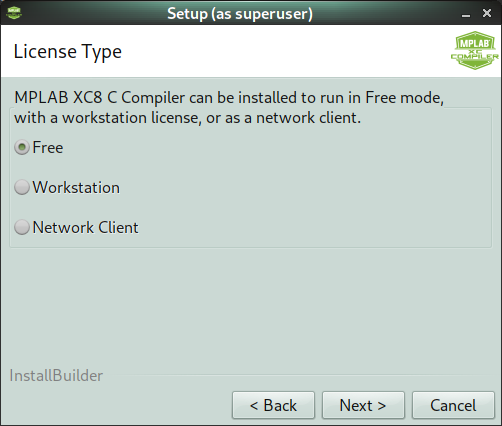 Setup (as superuser)
License Type
MPLAB
XC
COMPILER
MPLAB XC8 C Compiler can be installed to run in Free mode,
with a workstation license, or as a network client.
Free
Workstation
Network Client
InstallBuilder
< Back
Next >
Cancel